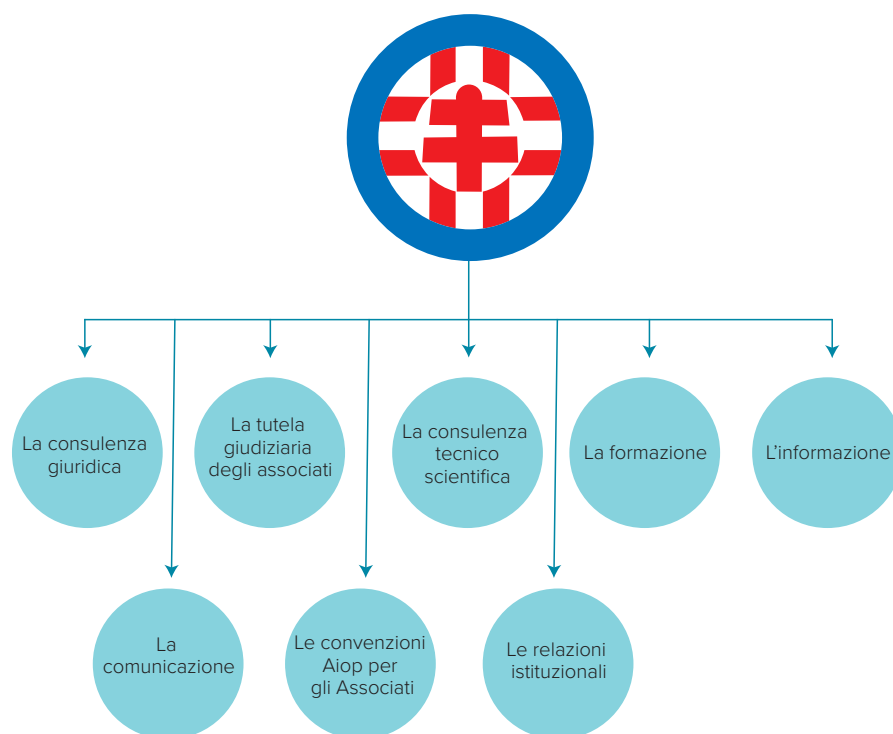 La consulenza
giuridica
La tutela
giudiziaria
degli associati
La consulenza
tecnico
scientifica
La formazione
L'informazione
La
comunicazione
Le convenzioni
Aiop per
gli Associati
Le relazioni
istituzionali